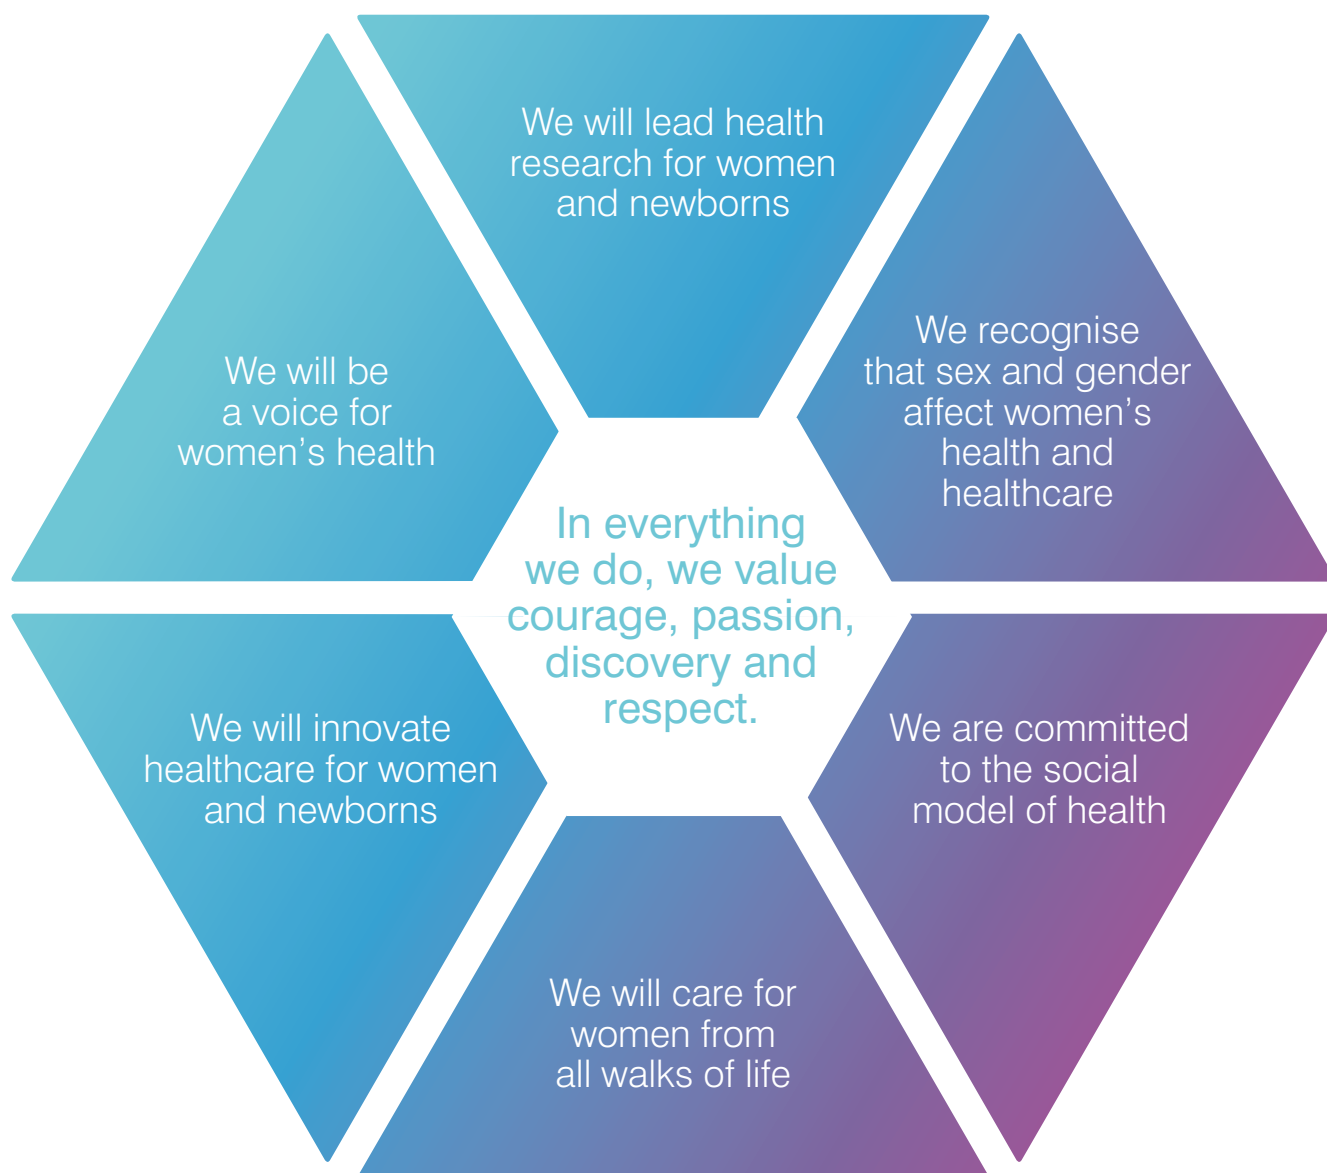 We will lead health
research for women
and newborns
We recognise
that sex and gender
affect women's
health and
healthcare
We will be
a voice for
women's health
In everything
we do, we value
courage, passion,
discovery and
respect.
We will innovate
healthcare for women
and newborns
We are committed
to the social
model of health
We will care for
women from
all walks of life